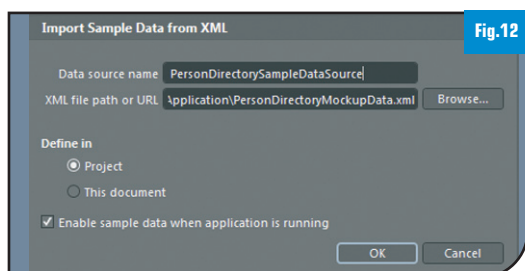 Import Sample Data from XML
Fig.12
Data source name PersonDirectorySampleDataSource
XML file path or URL \pplication\PersonDirectoryMockupData.xml Browse...
Define in
Project
This document
Enable sample data when application is running
OK Cancel